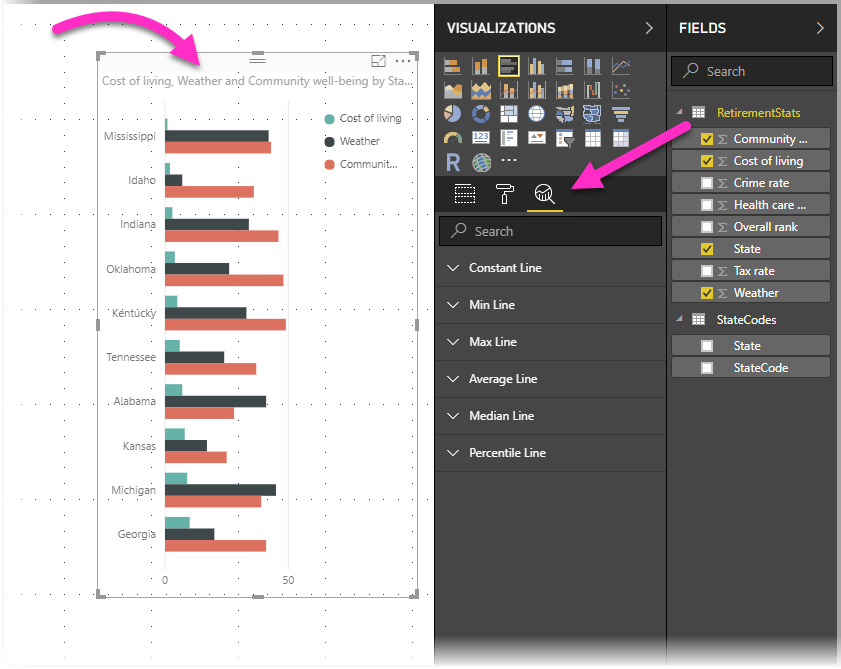 Cost of living, Weather and Community well-being by Sta...
Cost of living
Weather
Communit...
Mississippi
Idaho
Indiana
Oklahoma
Kentucky
Tennessee
Alabama
Kansas
Michigan
Georgia
0 50
VISUALIZATIONS
123
R
...
Search
Constant Line
Min Line
Max Line
Average Line
Median Line
Percentile Line
FIELDS
Search
RetirementStats
Σ Community ...
Σ Cost of living
Σ Crime rate
Σ Health care ...
Σ Overall rank
State
Σ Tax rate
Σ Weather
StateCodes
State
StateCode